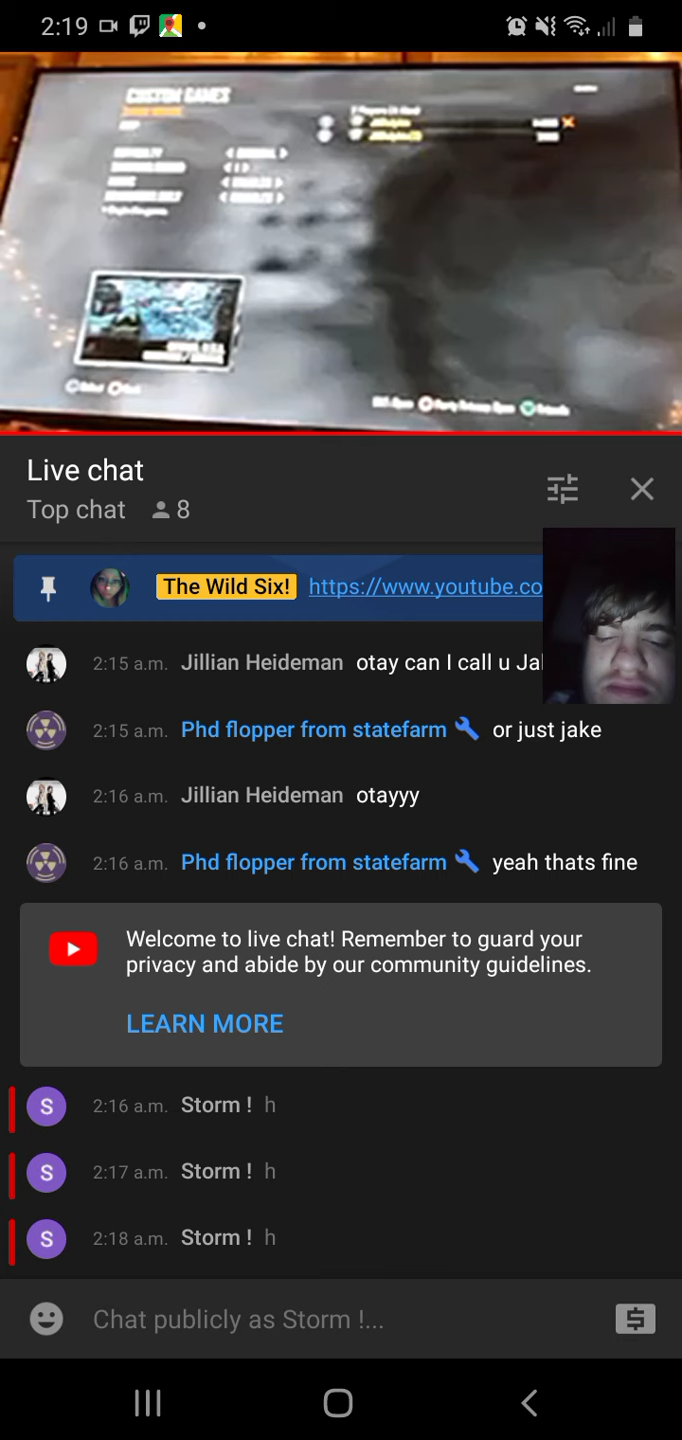 2:19
CUSTOM GAMES
Live chat
Top chat 8
The Wild Six! https://www.youtube.co
2:15 a.m. Jillian Heideman otay can I call u Ja
2:15 a.m. Phd flopper from statefarm or just jake
2:16 a.m. Jillian Heideman otayyy
2:16 a.m. Phd flopper from statefarm yeah thats fine
Welcome to live chat! Remember to guard your
privacy and abide by our community guidelines.
LEARN MORE
S 2:16 a.m. Storm ! h
S 2:17 a.m. Storm ! h
S 2:18 a.m. Storm ! h
Chat publicly as Storm !...